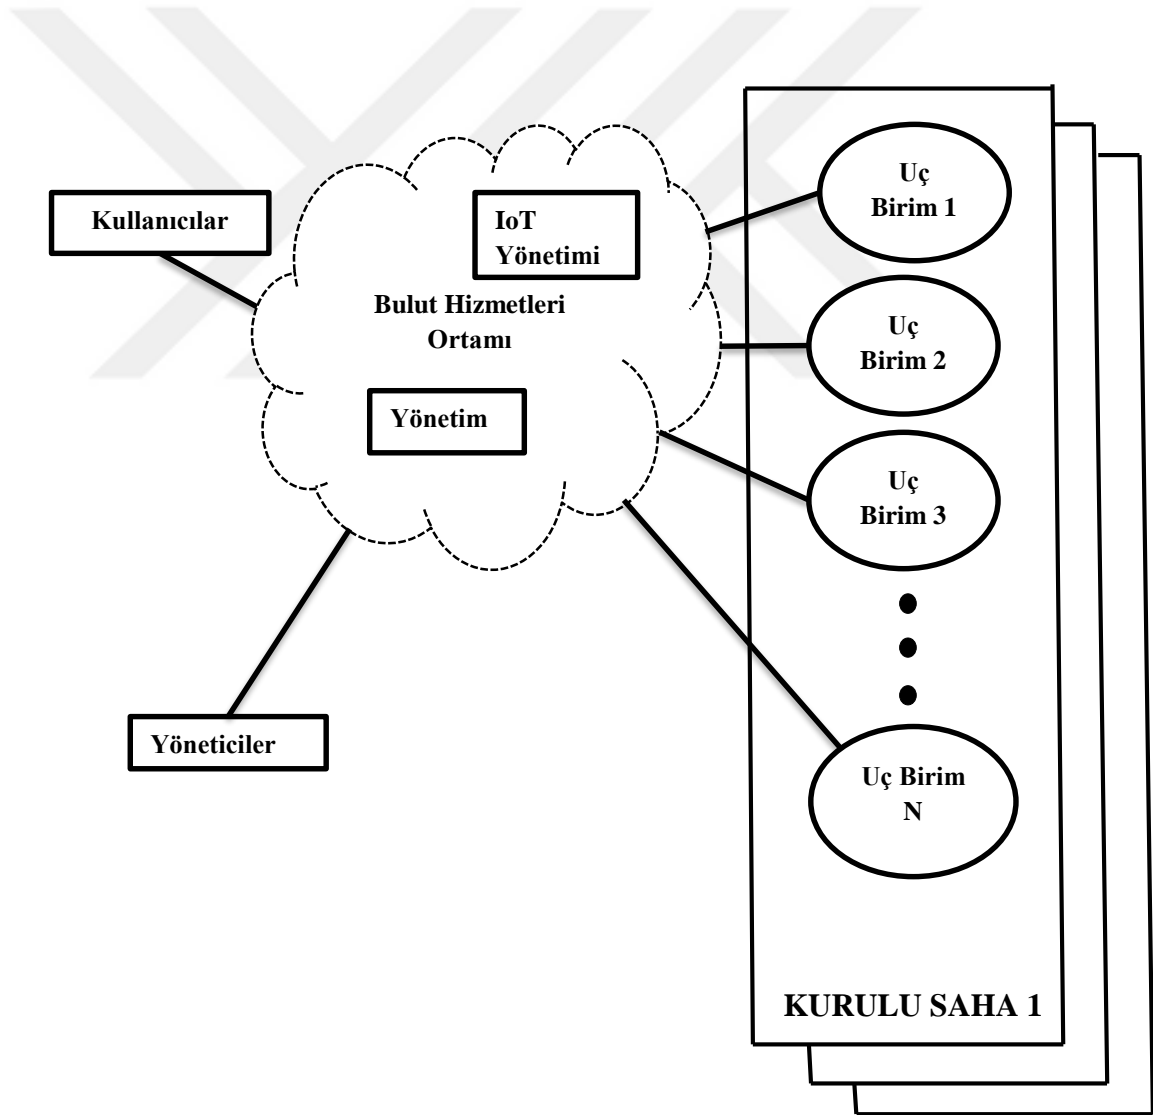 Kullanıcılar
IoT
Yönetimi
Bulut Hizmetleri
Ortamı
Yönetim
Yöneticiler
Uç
Birim 1
Uç
Birim 2
Uç
Birim 3
Uç Birim
N
KURULU SAHA 1